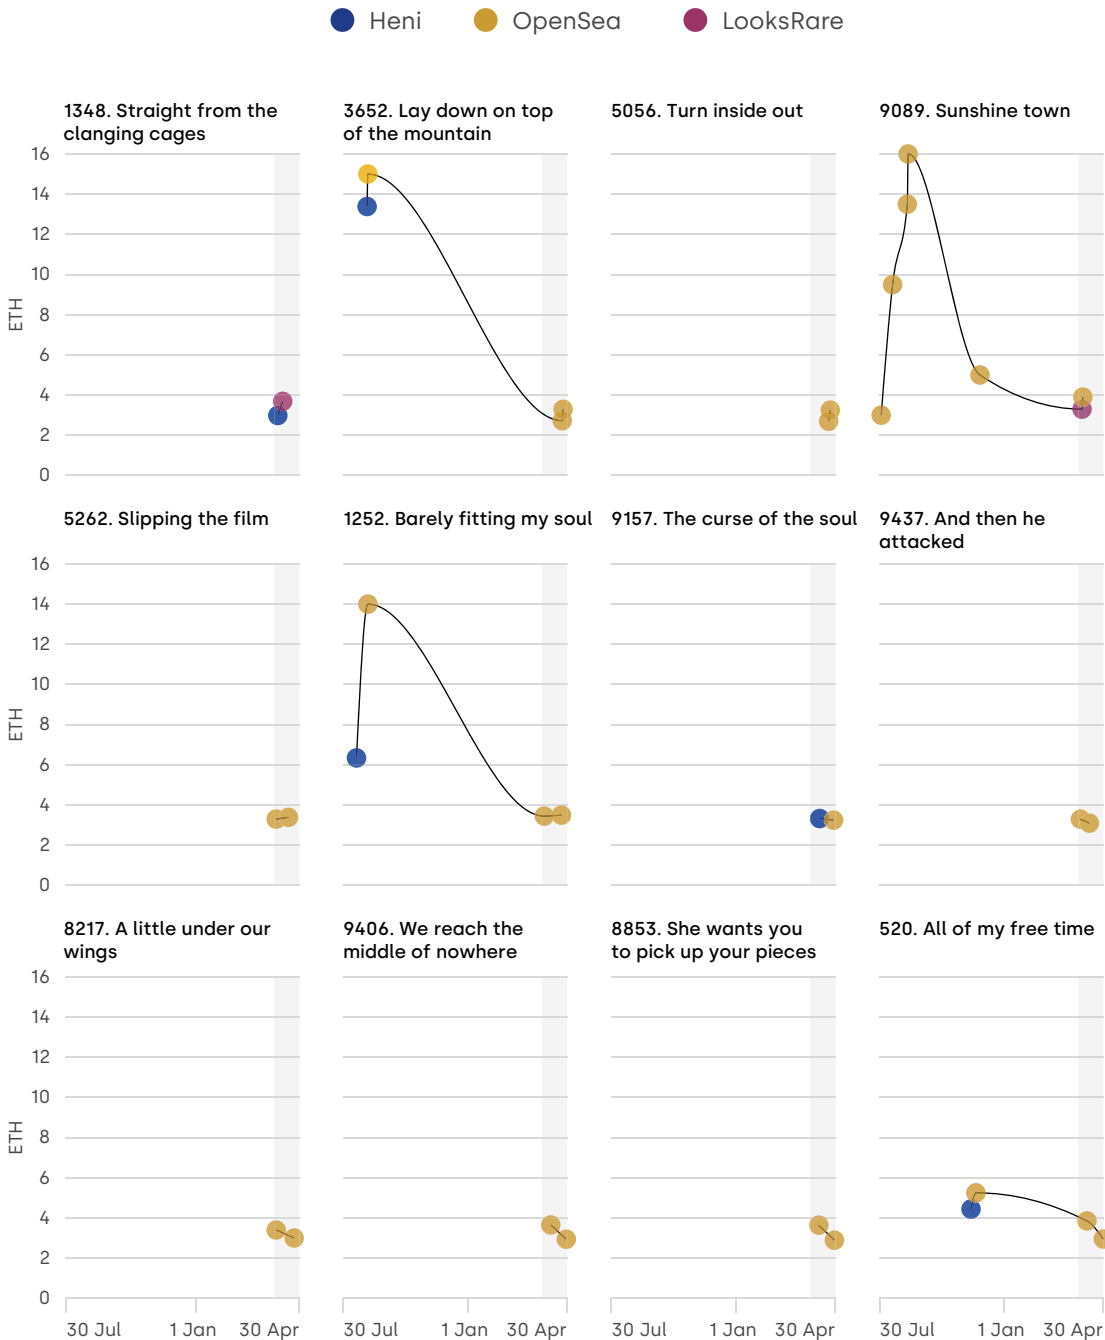 Heni
OpenSea
LooksRare
1348. Straight from the
clanging cages
3652. Lay down on top
of the mountain
5056. Turn inside out
9089. Sunshine town
16
14
12
10
8
6
4
2
0
ETH
5262. Slipping the film
1252. Barely fitting my soul
9157. The curse of the soul
9437. And then he
attacked
16
14
12
10
8
6
4
2
0
ETH
8217. A little under our
wings
9406. We reach the
middle of nowhere
8853. She wants you
to pick up your pieces
520. All of my free time
16
14
12
10
8
6
4
2
0
ETH
30 Jul
1 Jan
30 Apr
30 Jul
1 Jan
30 Apr
30 Jul
1 Jan
30 Apr
30 Jul
1 Jan
30 Apr